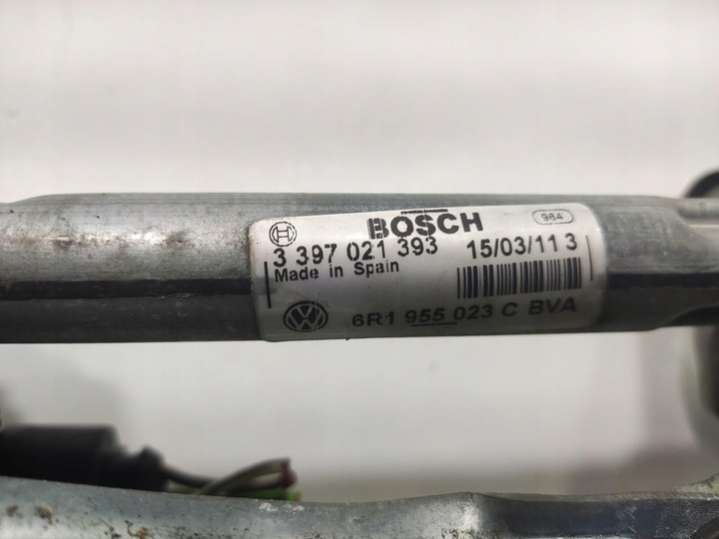 BOSCH 984
3 397 021 393 15/03/11 3
Made in Spain
6R1 955 023 C BVA